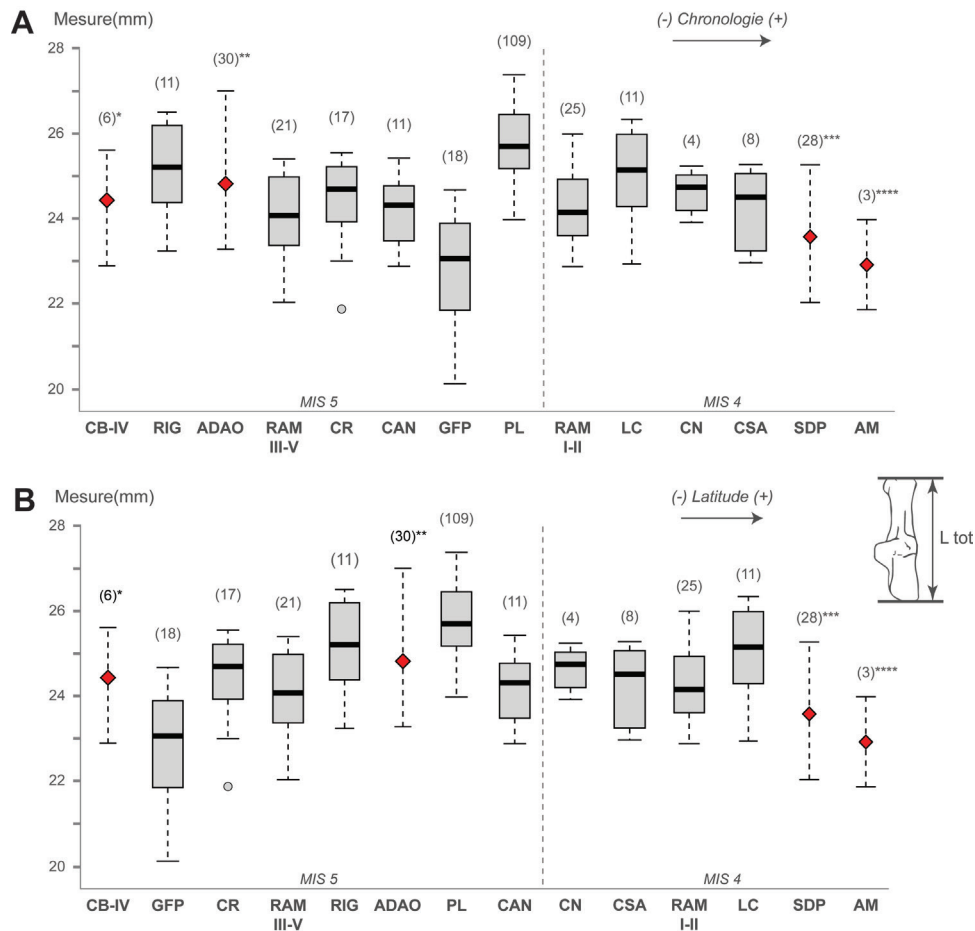 A
Mesure(mm)
(-) Chronologie (+)
28
26
24
22
20
(6)*
(11)
(30)**
(21)
(17)
(11)
(18)
(109)
(25)
(11)
(4)
(8)
(28)***
(3)****
MIS 5
MIS 4
CB-IV
RIG
ADAO
RAM
III-V
CR
CAN
GFP
PL
RAM
I-II
LC
CN
CSA
SDP
AM
B
Mesure(mm)
(-) Latitude (+)
L tot
28
26
24
22
20
(6)*
(18)
(17)
(21)
(11)
(30)**
(109)
(11)
(4)
(8)
(25)
(11)
(28)***
(3)****
MIS 5
MIS 4
CB-IV
GFP
CR
RAM
III-V
RIG
ADAO
PL
CAN
CN
CSA
RAM
I-II
LC
SDP
AM